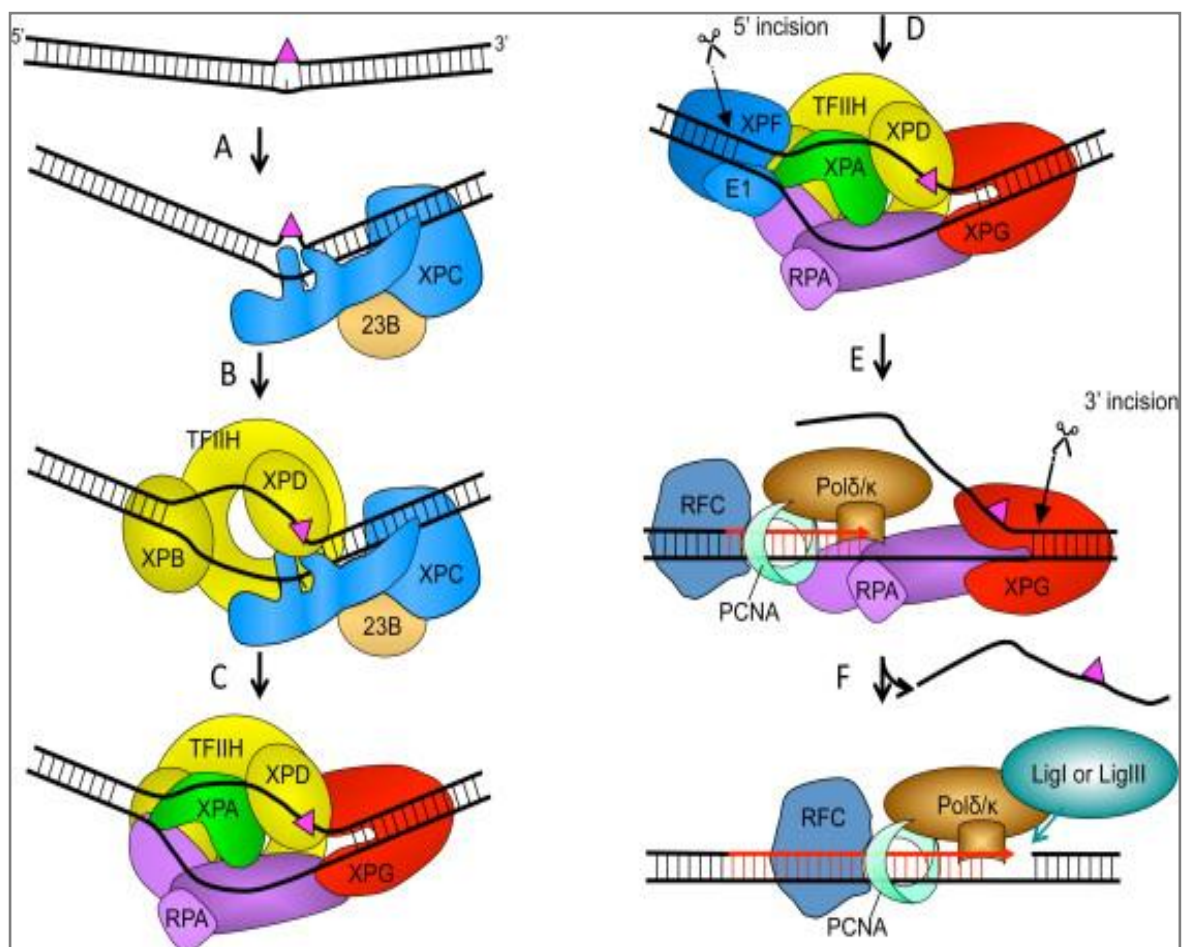 5'
3'
A
XPC
23B
B
TFIIH
XPD
XPB
XPC
23B
C
TFIIH
XPD
XPA
XPG
RPA
5' incision
D
TFIIH
XPF
XPD
XPA
E1
XPG
RPA
E
3' incision
Polδ/κ
RFC
RPA
XPG
PCNA
F
LigI or LigIII
Polδ/κ
RFC
PCNA